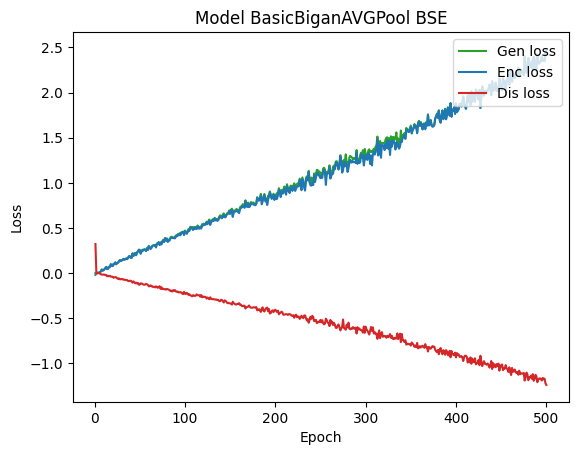 Model BasicBiganAVGPool BSE
Gen loss
Enc loss
Dis loss
2.5
2.0
1.5
1.0
0.5
0.0
−0.5
−1.0
Loss
0 100 200 300 400 500
Epoch